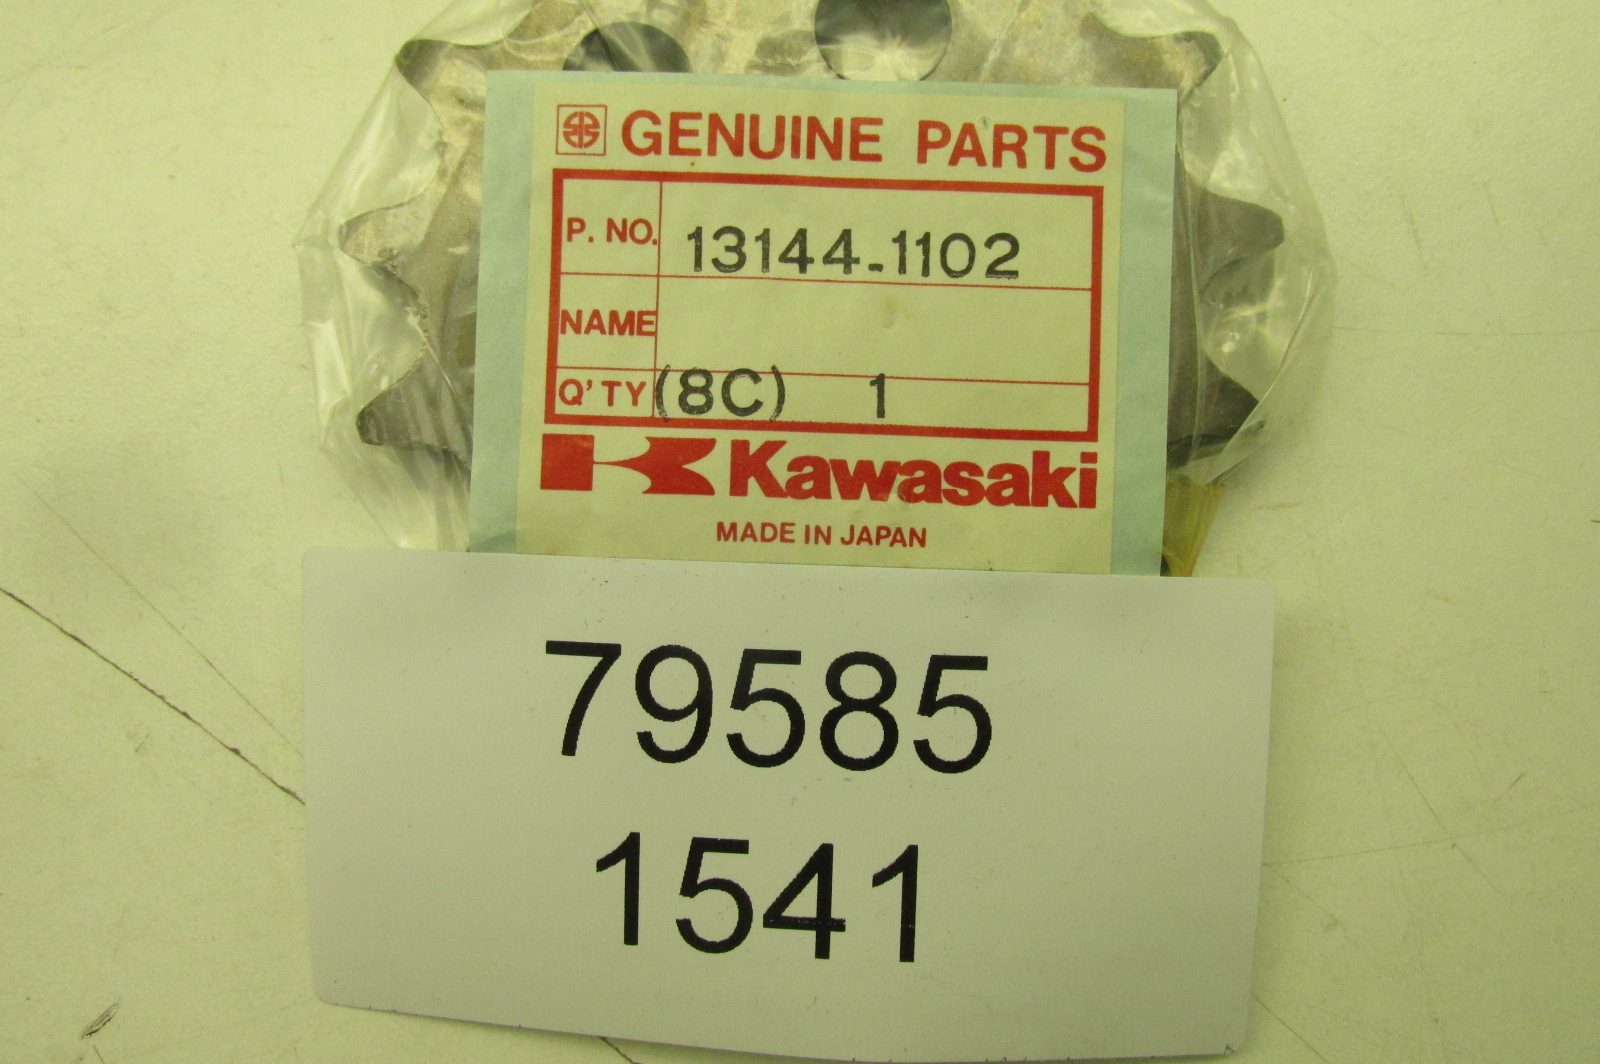 GENUINE PARTS
P. NO. 13144-1102
NAME
Q'TY (8C) 1
Kawasaki
MADE IN JAPAN
79585
1541